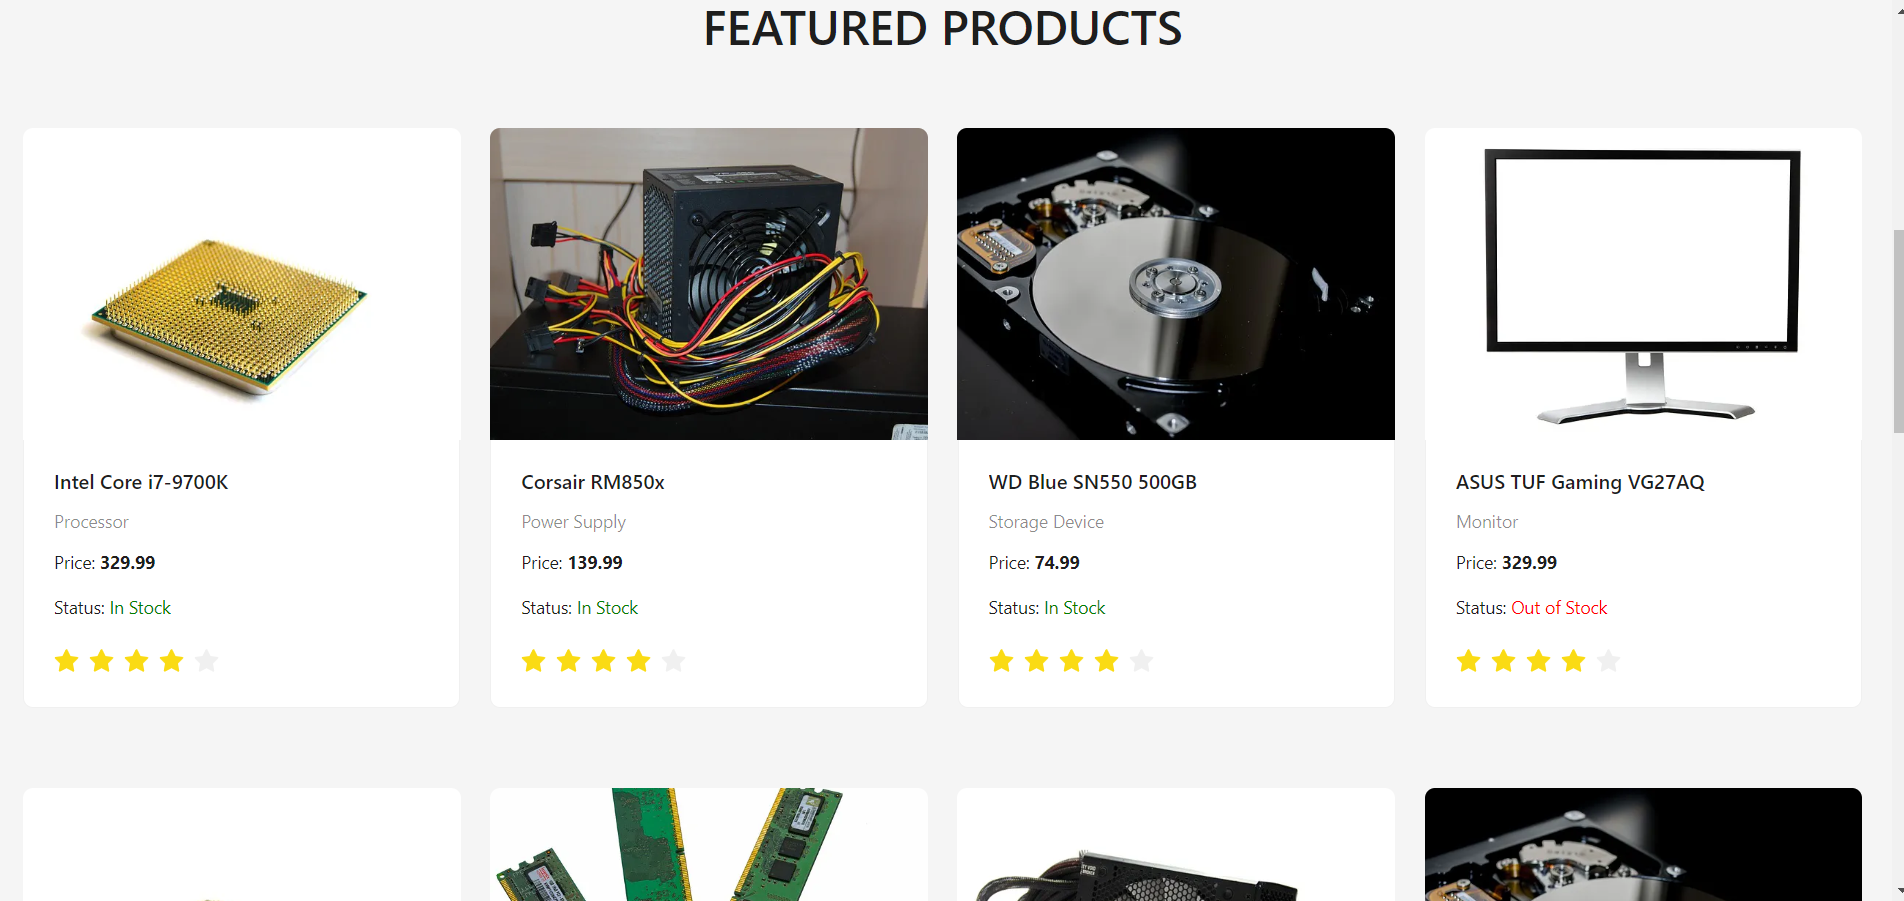 FEATURED PRODUCTS
Intel Core i7-9700K
Processor
Price: 329.99
Status: In Stock
Corsair RM850x
Power Supply
Price: 139.99
Status: In Stock
WD Blue SN550 500GB
Storage Device
Price: 74.99
Status: In Stock
ASUS TUF Gaming VG27AQ
Monitor
Price: 329.99
Status: Out of Stock